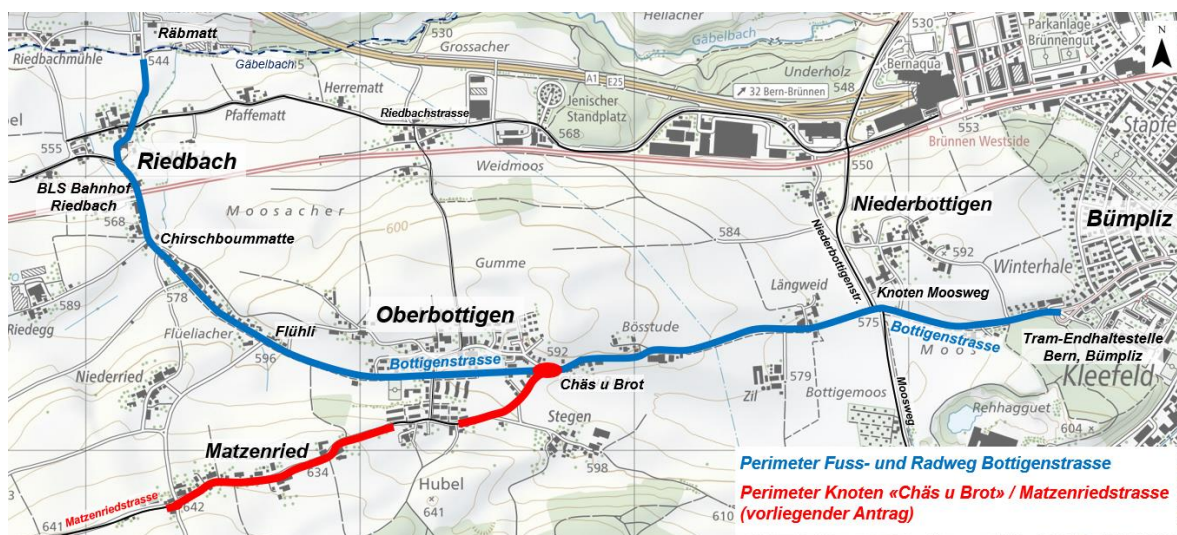 Räbmatt
530
Hellacher
530
Parkanlage
Brünnengut
N
Riedbachmühle
544
Gäbelbach
Grossacher
Gäbelbach
Bernaqua
Underholz
548
A1
E25
32 Bern-Brünnen
Herrematt
Pfaffematt
Riedbachstrasse
Jenischer
Standplatz
568
553
Stapfe
Brünnen Westside
555
Riedbach
Weidmoos
550
BLS Bahnhof
Riedbach
568
Moosacher
600
Niederbottigen
Bümpliz
Chirschboummatte
584
Niederbottigenstr.
592
Gumme
Winterhale
589
578
Längweid
Knoten Moosweg
Riedegg
Flüeliacher
Flühli
Oberbottigen
Bösstude
575
596
Bottigenstrasse
592
Bottigenstrasse
Moos
Tram-Endhaltestelle
Bern, Bümpliz
Niederried
Chäs u Brot
579
Zil
Bottigemoos
Moosweg
Kleefeld
Stegen
Rehhagguet
604
Matzenried
634
598
Hubel
641
Matzenriedstrasse
641
642
610
Perimeter Fuss- und Radweg Bottigenstrasse
Perimeter Knoten «Chäs u Brot» / Matzenriedstrasse
(vorliegender Antrag)